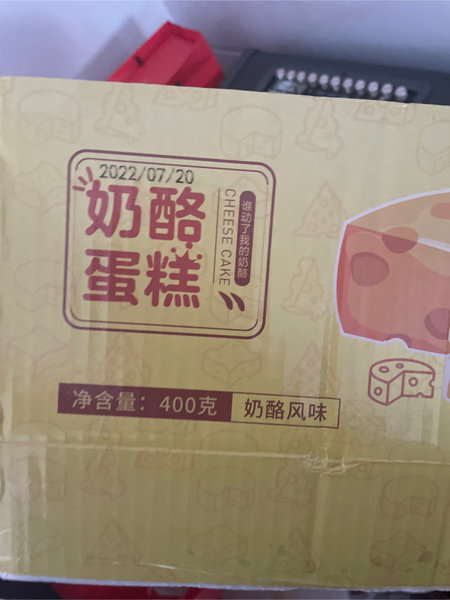 2022/07/20
奶酪
蛋糕
CHEESE CAKE
谁动了我的奶酪
净含量：400克
奶酪风味